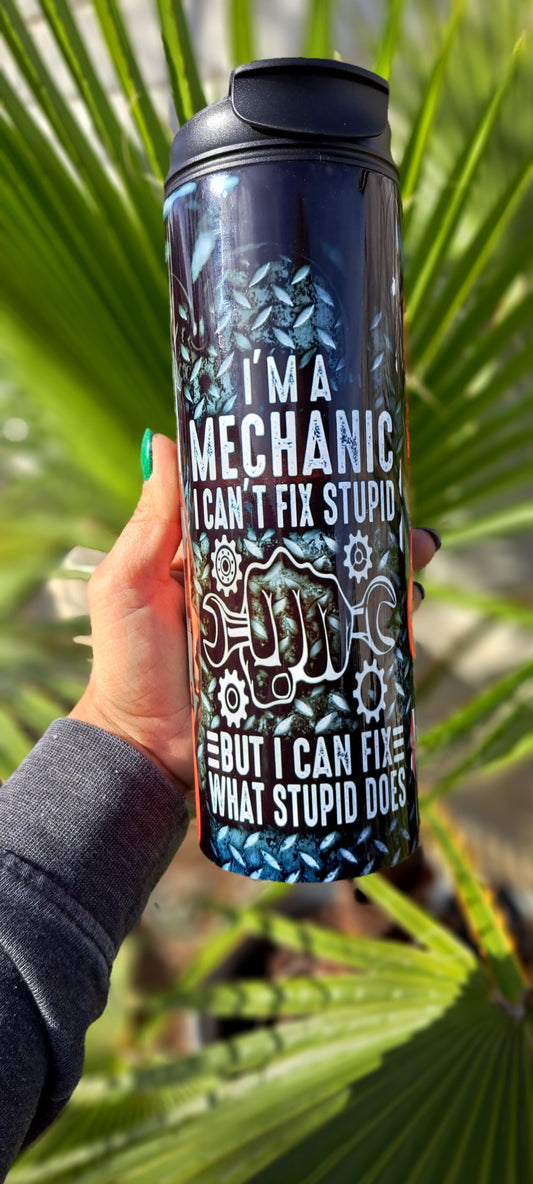 I'M A
MECHANIC
I CAN'T FIX STUPID
BUT I CAN FIX
WHAT STUPID DOES